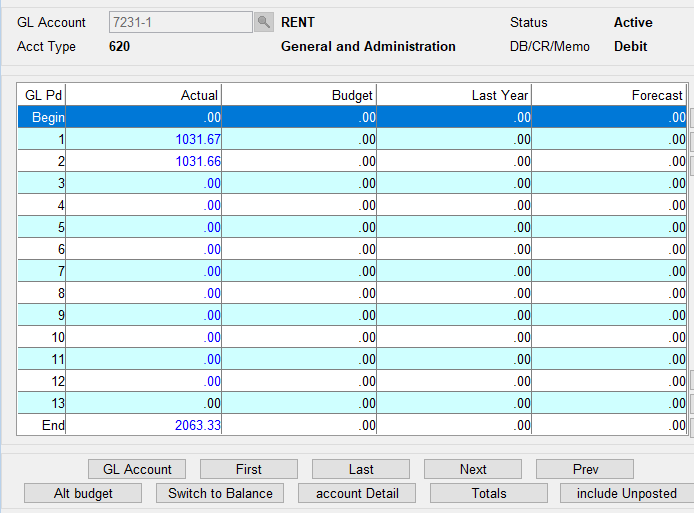 GL Account 7231-1 RENT Status Active
Acct Type 620 General and Administration DB/CR/Memo Debit
GL Pd Actual Budget Last Year Forecast
Begin .00 .00 .00 .00
1 1031.67 .00 .00 .00
2 1031.66 .00 .00 .00
3 .00 .00 .00 .00
4 .00 .00 .00 .00
5 .00 .00 .00 .00
6 .00 .00 .00 .00
7 .00 .00 .00 .00
8 .00 .00 .00 .00
9 .00 .00 .00 .00
10 .00 .00 .00 .00
11 .00 .00 .00 .00
12 .00 .00 .00 .00
13 .00 .00 .00 .00
End 2063.33 .00 .00 .00
GL Account First Last Next Prev
Alt budget Switch to Balance account Detail Totals include Unposted